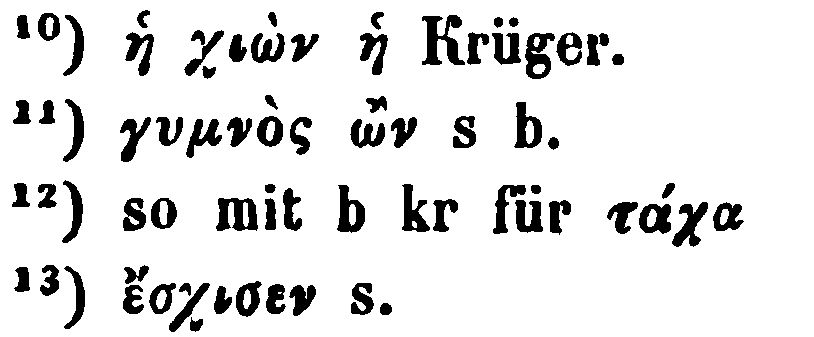 ¹⁰) ἡ χιὼν ἡ Krüger.
¹¹) γυμνὸς ὢν s b.
¹²) so mit b kr für τάχα
¹³) ἔσχισεν s.